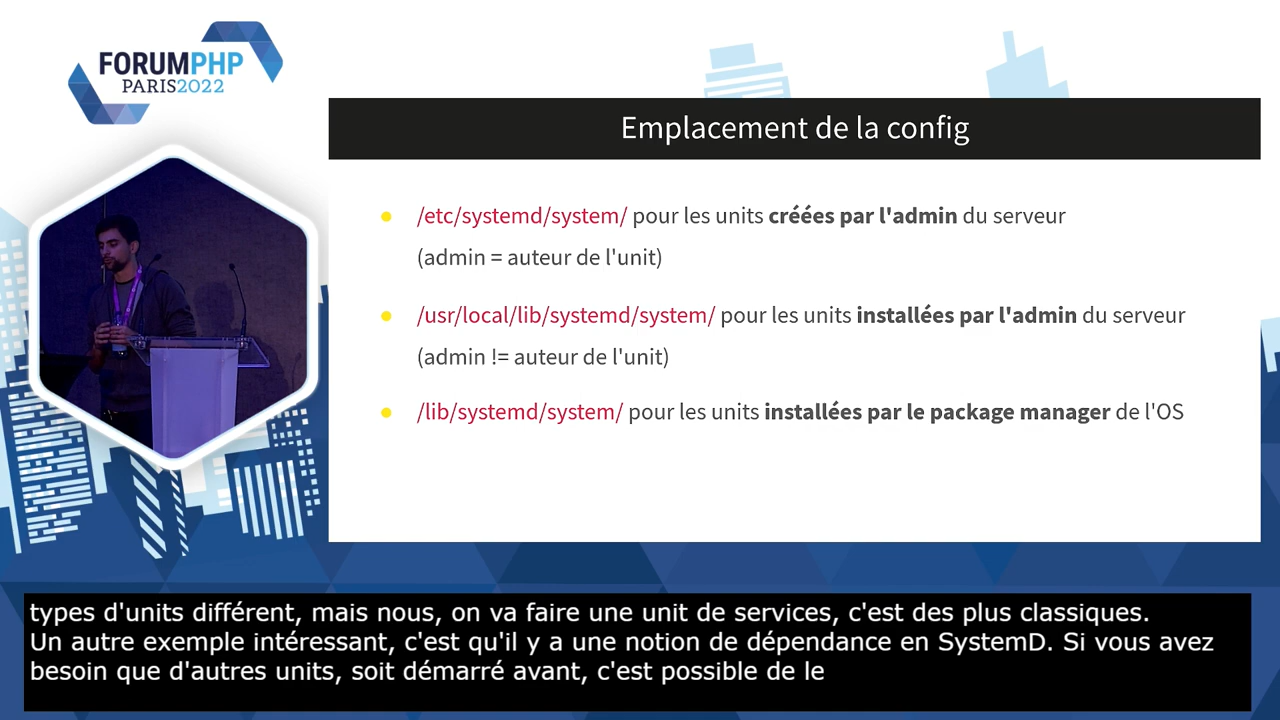 FORUMPHP
PARIS2022
Emplacement de la config
● /etc/systemd/system/ pour les units créées par l'admin du serveur
(admin = auteur de l'unit)
● /usr/local/lib/systemd/system/ pour les units installées par l'admin du serveur
(admin != auteur de l'unit)
● /lib/systemd/system/ pour les units installées par le package manager de l'OS
types d'units différent, mais nous, on va faire une unit de services, c'est des plus classiques.
Un autre exemple intéressant, c'est qu'il y a une notion de dépendance en SystemD. Si vous avez
besoin que d'autres units, soit démarré avant, c'est possible de le